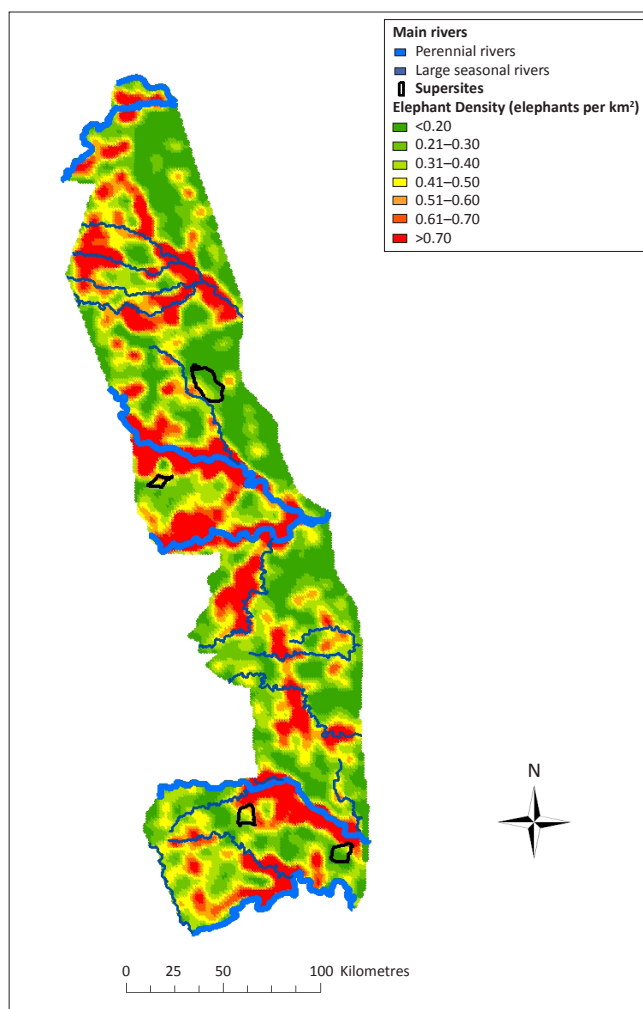 Main rivers
Perennial rivers
Large seasonal rivers
Supersites
Elephant Density (elephants per km²)
<0.20
0.21–0.30
0.31–0.40
0.41–0.50
0.51–0.60
0.61–0.70
>0.70
N
0 25 50 100 Kilometres